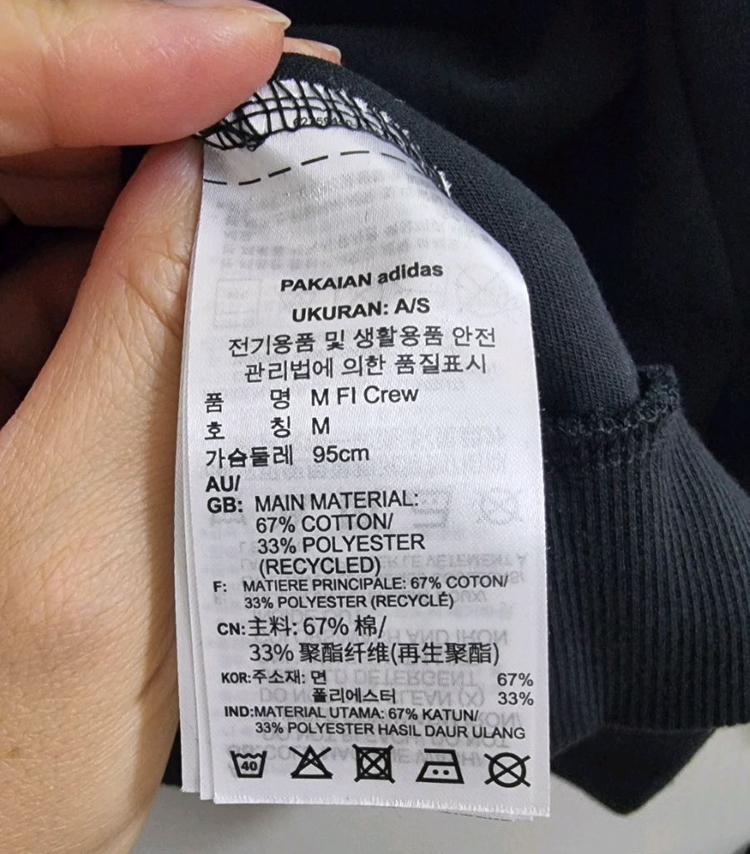 PAKAIAN adidas
UKURAN: A/S
전기용품 및 생활용품 안전
관리법에 의한 품질표시
품 명 M FI Crew
호 칭 M
가슴둘레 95cm
AU/
GB: MAIN MATERIAL:
67% COTTON/
33% POLYESTER
(RECYCLED)
F: MATIERE PRINCIPALE: 67% COTON/
33% POLYESTER (RECYCLÉ)
CN:主料: 67% 棉/
33% 聚酯纤维(再生聚酯)
KOR:주소재: 면 67%
폴리에스터 33%
IND:MATERIAL UTAMA: 67% KATUN/
33% POLYESTER HASIL DAUR ULANG
40